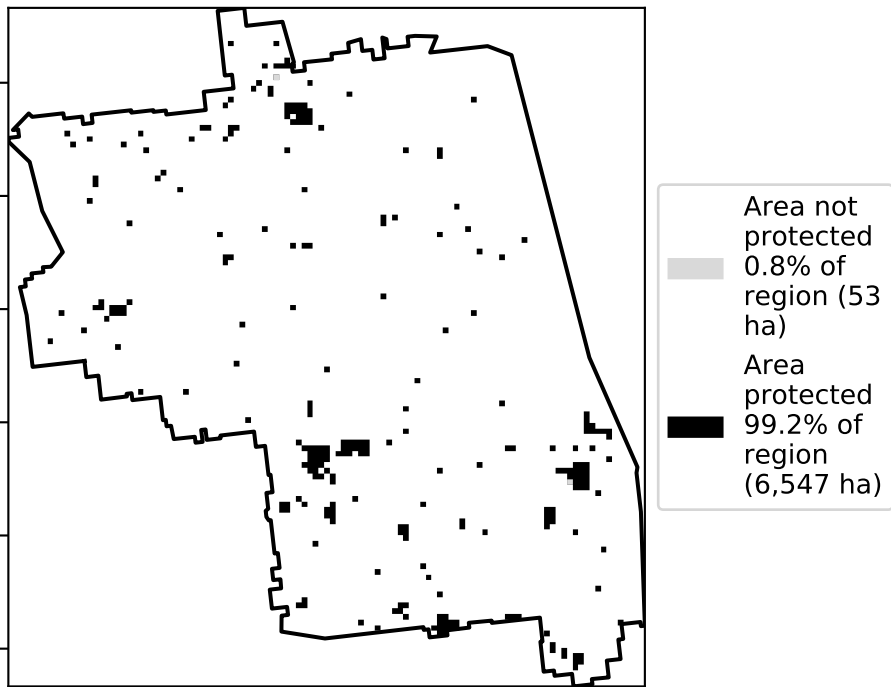 Area not
protected
0.8% of
region (53
ha)
Area
protected
99.2% of
region
(6,547 ha)